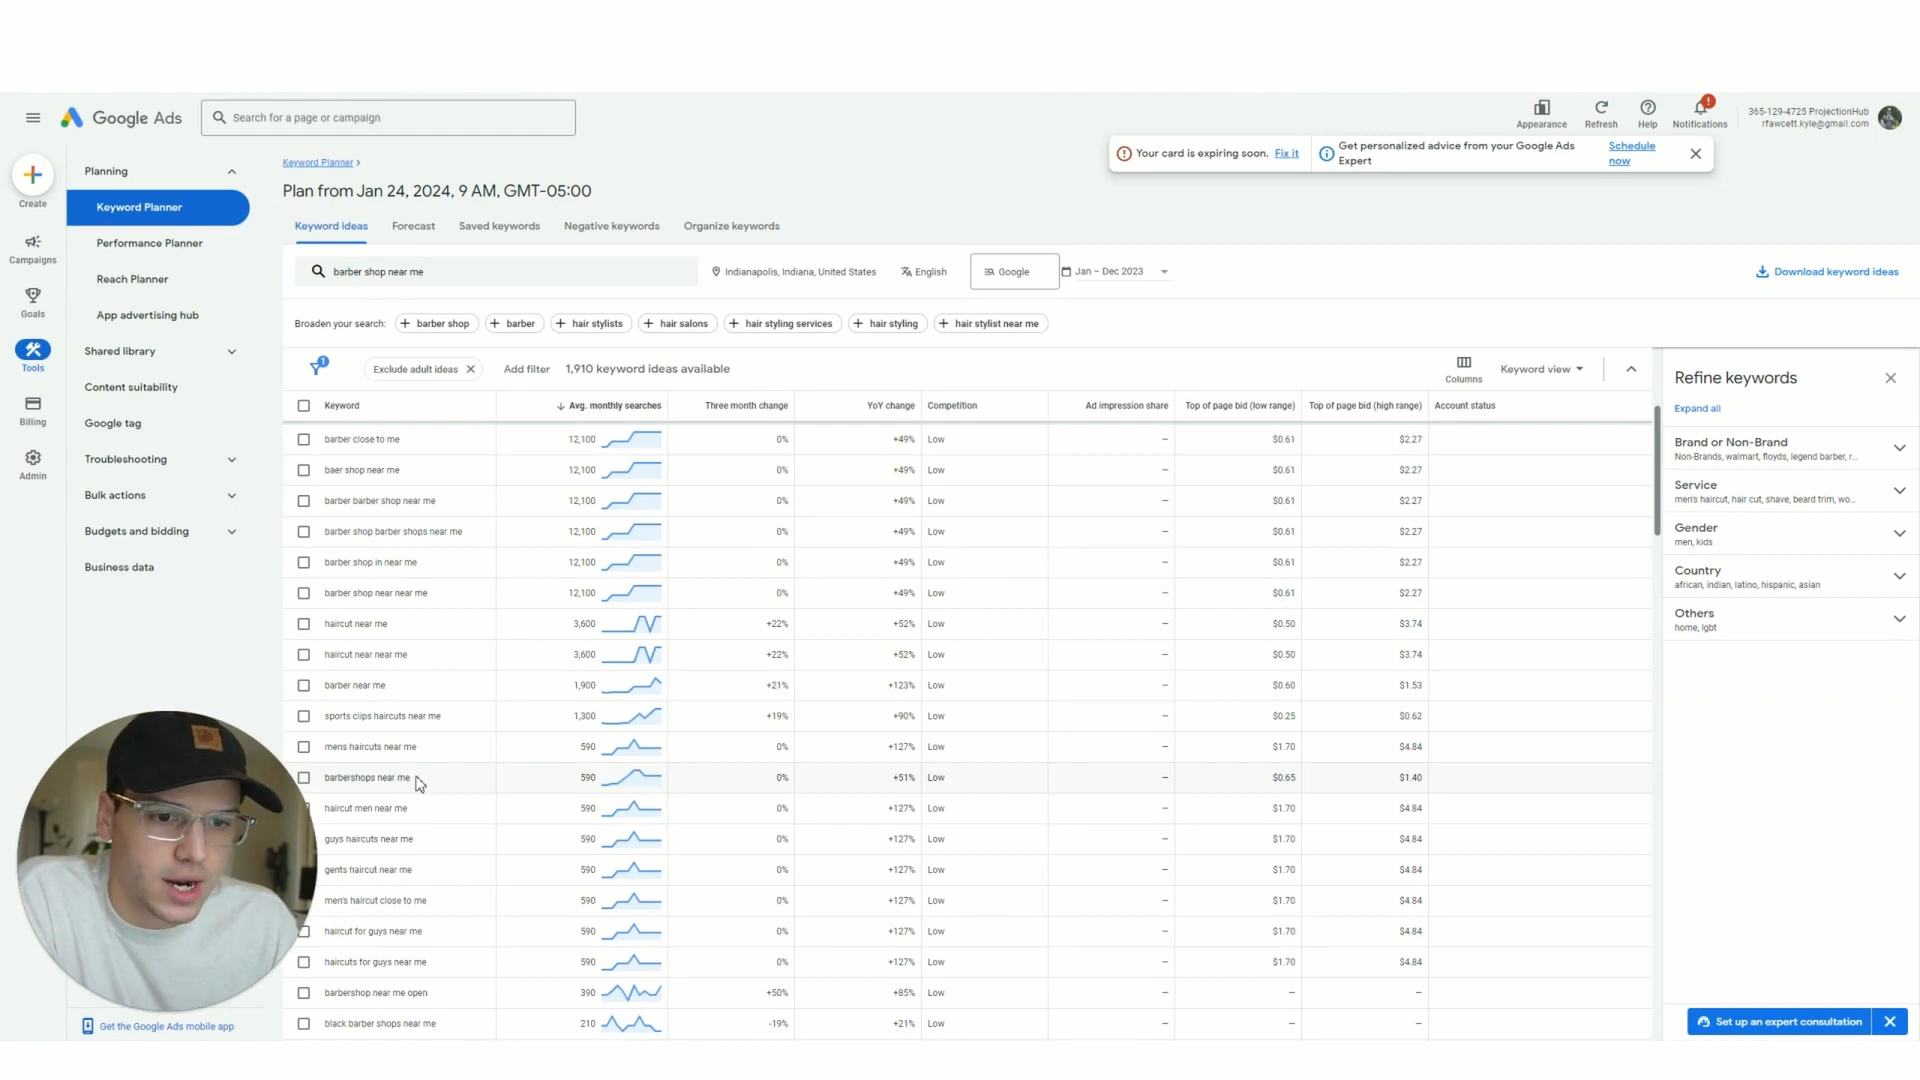 Google Ads
Search for a page or campaign
Appearance
Refresh
Help
Notifications
365-129-4725 ProjectionHub
rfawcett.kyle@gmail.com
Your card is expiring soon. Fix it
Get personalized advice from your Google Ads Expert
Schedule now
Create
Campaigns
Goals
Tools
Billing
Admin
Planning
Keyword Planner
Performance Planner
Reach Planner
App advertising hub
Shared library
Content suitability
Google tag
Troubleshooting
Bulk actions
Budgets and bidding
Business data
Get the Google Ads mobile app
Keyword Planner
Plan from Jan 24, 2024, 9 AM, GMT-05:00
Keyword ideas Forecast Saved keywords Negative keywords Organize keywords
barber shop near me Indianapolis, Indiana, United States English Google Jan – Dec 2023 Download keyword ideas
Broaden your search: barber shop barber hair stylists hair salons hair styling services hair styling hair stylist near me
1
Exclude adult ideas Add filter 1,910 keyword ideas available Columns Keyword view
Keyword Avg. monthly searches Three month change YoY change Competition Ad impression share Top of page bid (low range) Top of page bid (high range) Account status
barber close to me 12,100 0% +49% Low – $0.61 $2.27
baer shop near me 12,100 0% +49% Low – $0.61 $2.27
barber barber shop near me 12,100 0% +49% Low – $0.61 $2.27
barber shop barber shops near me 12,100 0% +49% Low – $0.61 $2.27
barber shop in near me 12,100 0% +49% Low – $0.61 $2.27
barber shop near near me 12,100 0% +49% Low – $0.61 $2.27
haircut near me 3,600 +22% +52% Low – $0.50 $3.74
haircut near near me 3,600 +22% +52% Low – $0.50 $3.74
barber near me 1,900 +21% +123% Low – $0.60 $1.53
sports clips haircuts near me 1,300 +19% +90% Low – $0.25 $0.62
mens haircuts near me 590 0% +127% Low – $1.70 $4.84
barbershops near me 590 0% +51% Low – $0.65 $1.40
haircut men near me 590 0% +127% Low – $1.70 $4.84
guys haircuts near me 590 0% +127% Low – $1.70 $4.84
gents haircut near me 590 0% +127% Low – $1.70 $4.84
men's haircut close to me 590 0% +127% Low – $1.70 $4.84
haircut for guys near me 590 0% +127% Low – $1.70 $4.84
haircuts for guys near me 590 0% +127% Low – $1.70 $4.84
barbershop near me open 390 +50% +85% Low – – –
black barber shops near me 210 -19% +21% Low – – –
Refine keywords
Expand all
Brand or Non-Brand
Non-Brands, walmart, floyds, legend barber, r...
Service
men's haircut, hair cut, shave, beard trim, wo...
Gender
men, kids
Country
african, indian, latino, hispanic, asian
Others
home, lgbt
Set up an expert consultation